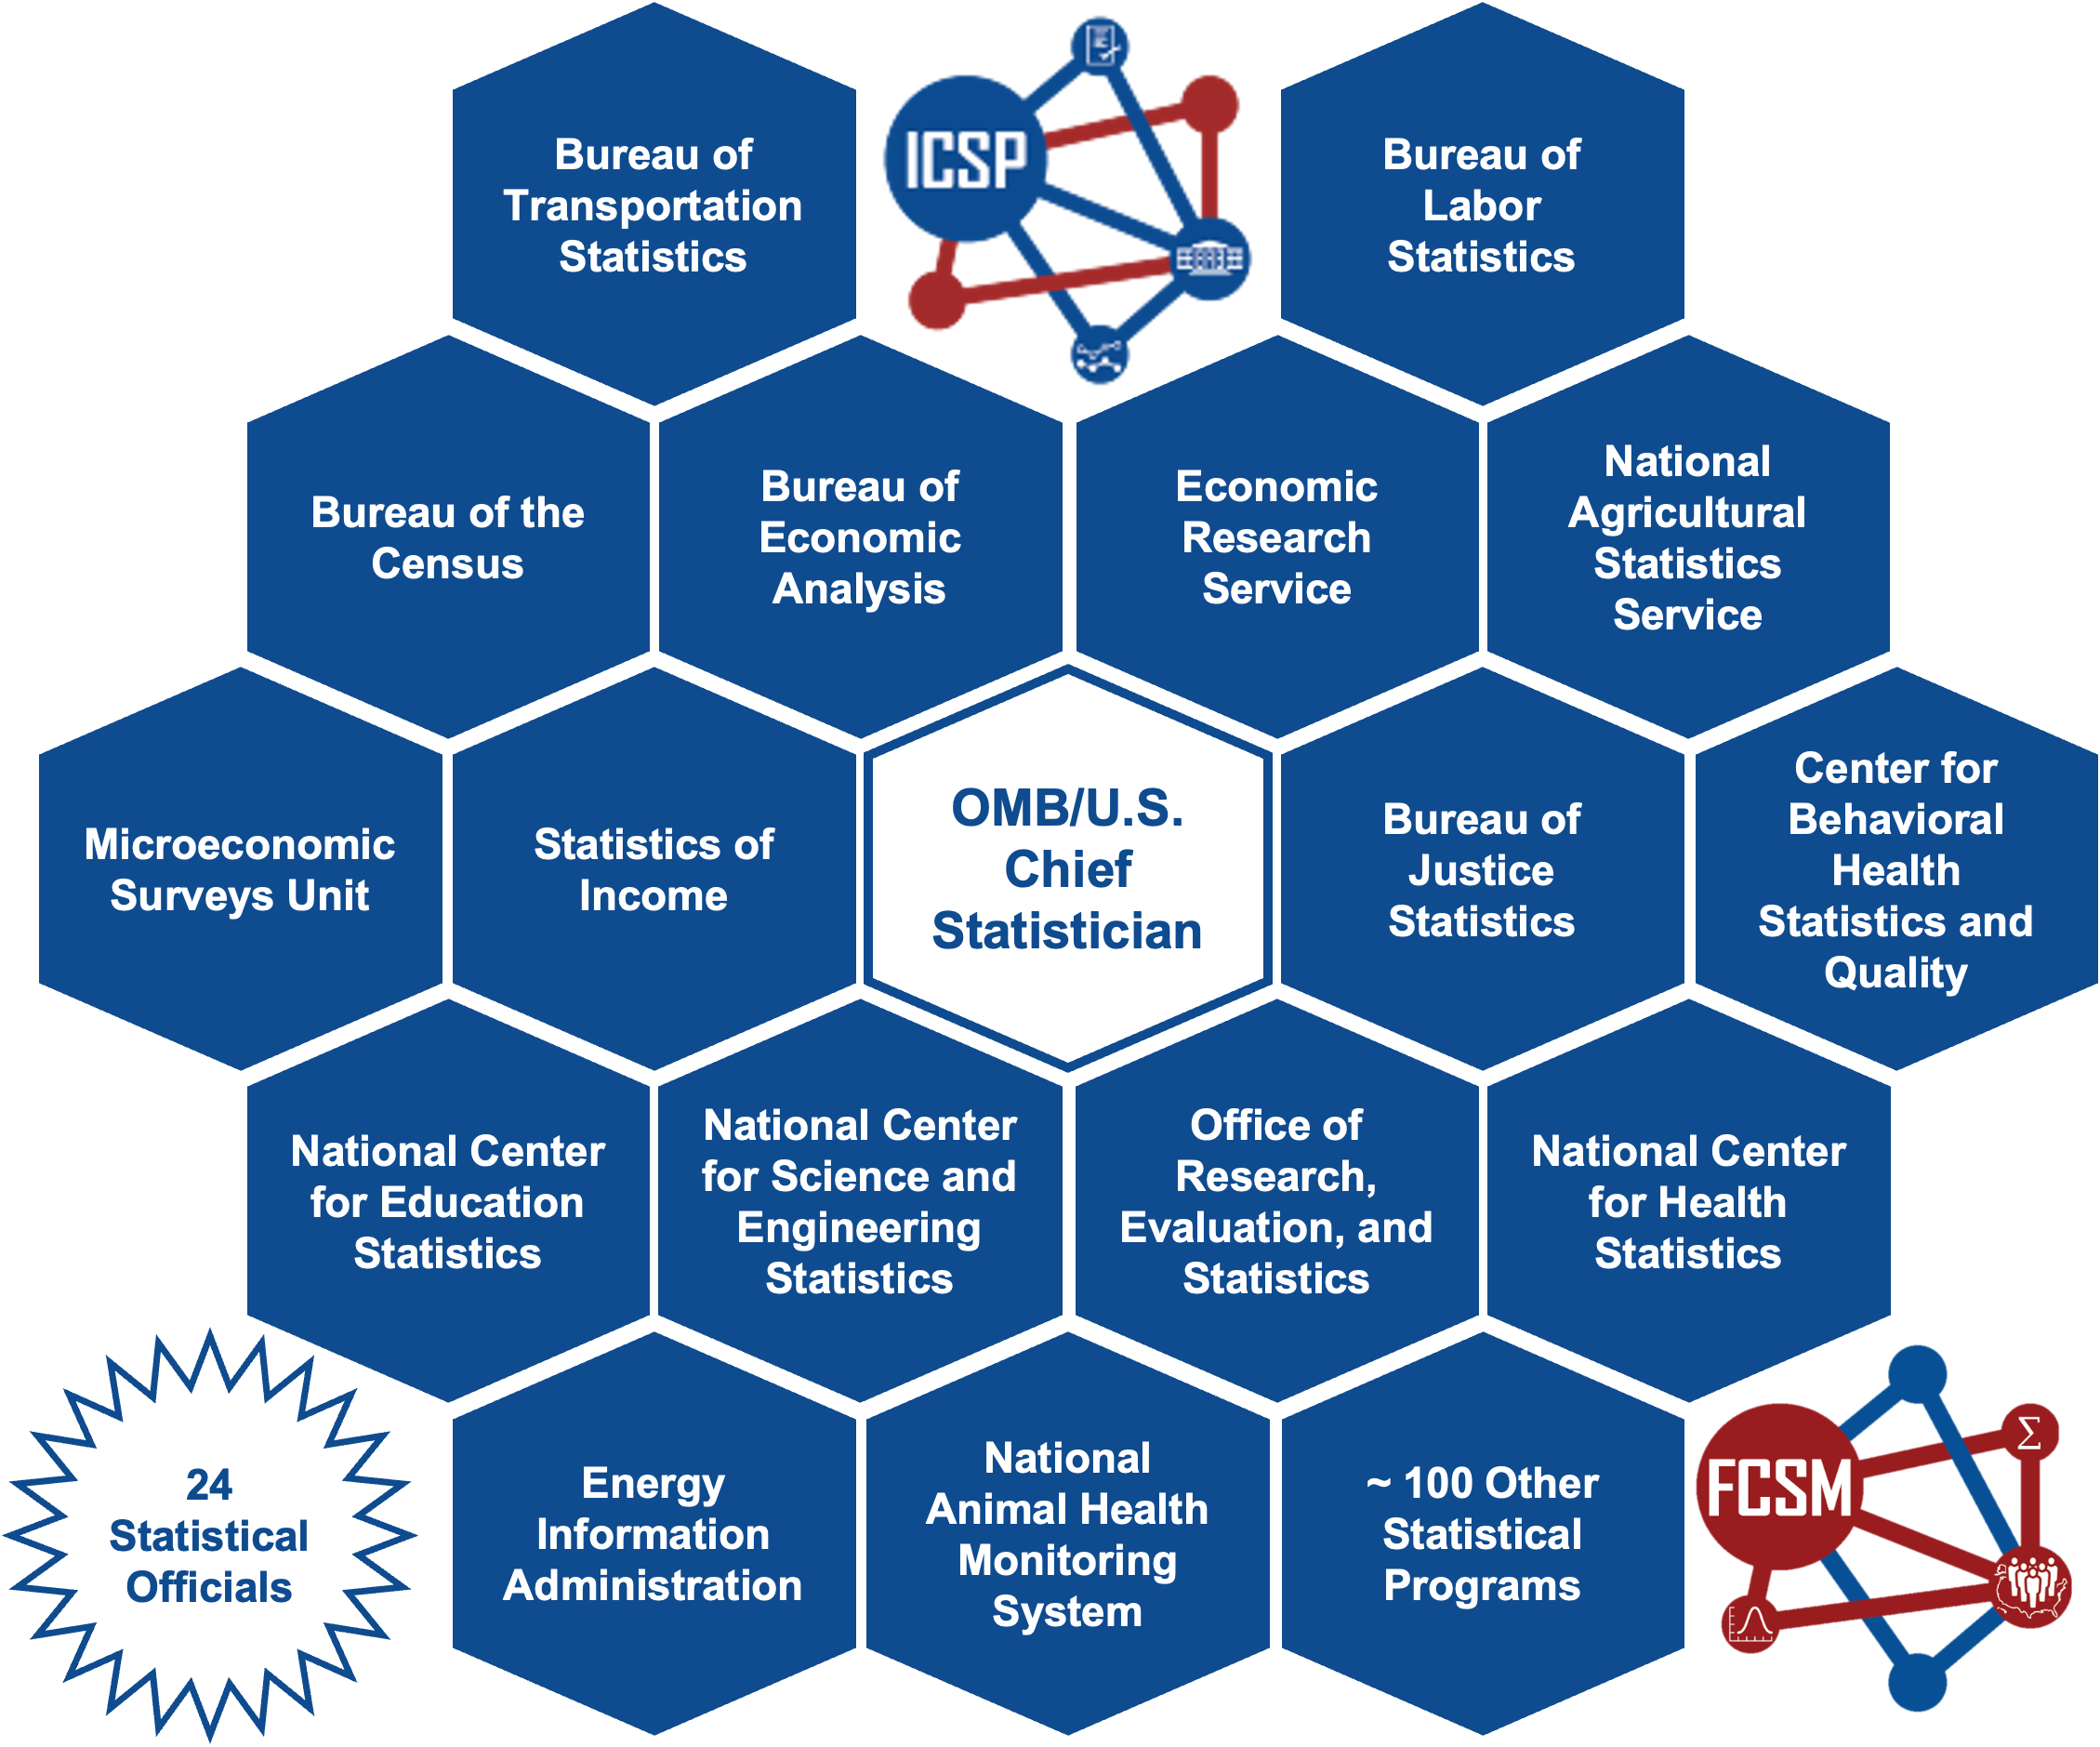 Bureau of
Transportation
Statistics
ICSP
Bureau of
Labor
Statistics
Bureau of the
Census
Bureau of
Economic
Analysis
Economic
Research
Service
National
Agricultural
Statistics
Service
Microeconomic
Surveys Unit
Statistics of
Income
OMB/U.S.
Chief
Statistician
Bureau of
Justice
Statistics
Center for
Behavioral
Health
Statistics and
Quality
National Center
for Education
Statistics
National Center
for Science and
Engineering
Statistics
Office of
Research,
Evaluation, and
Statistics
National Center
for Health
Statistics
24
Statistical
Officials
Energy
Information
Administration
National
Animal Health
Monitoring
System
~ 100 Other
Statistical
Programs
FCSM
Σ